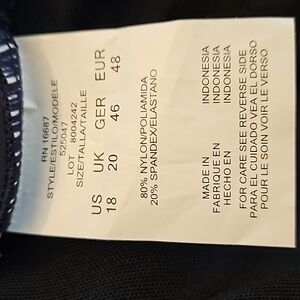 RN 16687
STYLE/ESTILO/MODELE
525047
LOT 8004242
SIZE/TALLA/TAILLE
US UK GER EUR
18 20 46 48
80% NYLON/POLIAMIDA
20% SPANDEX/ELASTANO
MADE IN INDONESIA
FABRIQUE EN INDONESIA
HECHO EN INDONESIA
FOR CARE SEE REVERSE SIDE
PARA EL CUIDADO VEA EL DORSO
POUR LE SOIN VOIR LE VERSO